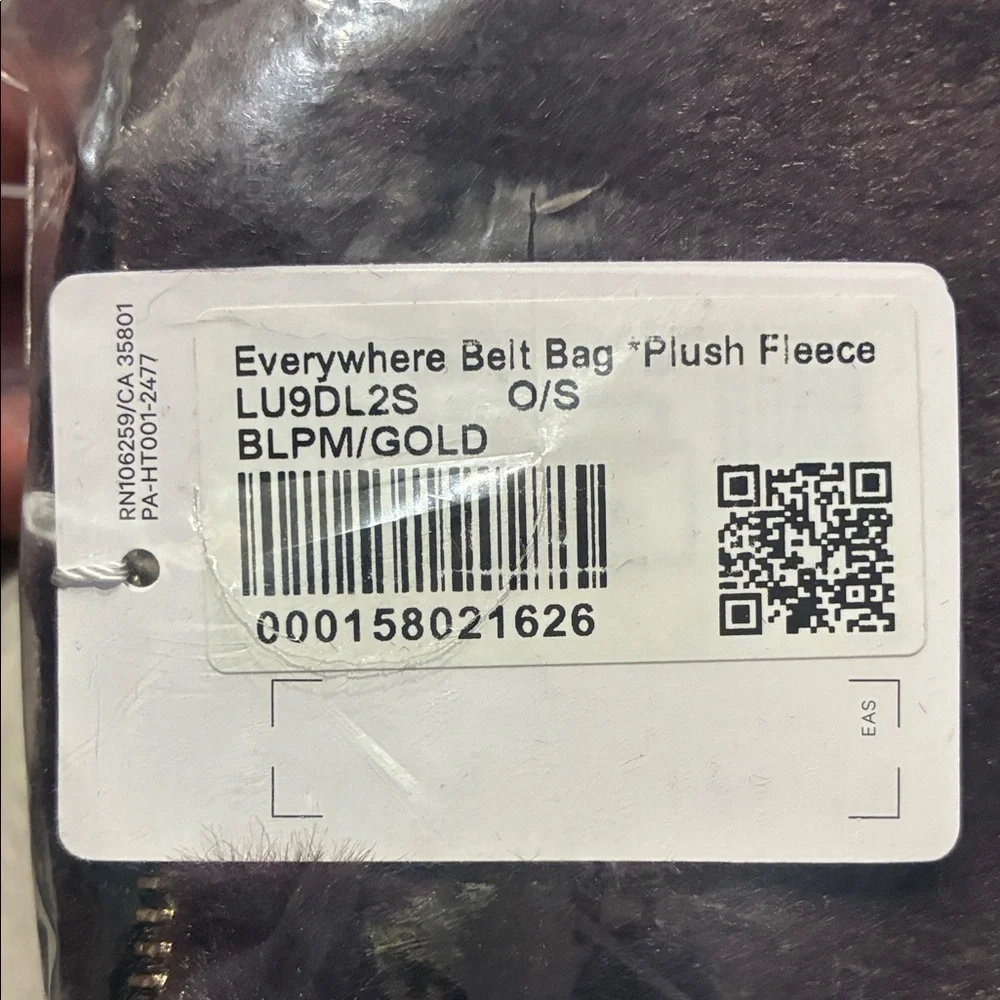 RN106259/CA 35801
PA-HT001-2477
Everywhere Belt Bag *Plush Fleece
LU9DL2S O/S
BLPM/GOLD
000158021626
EAS